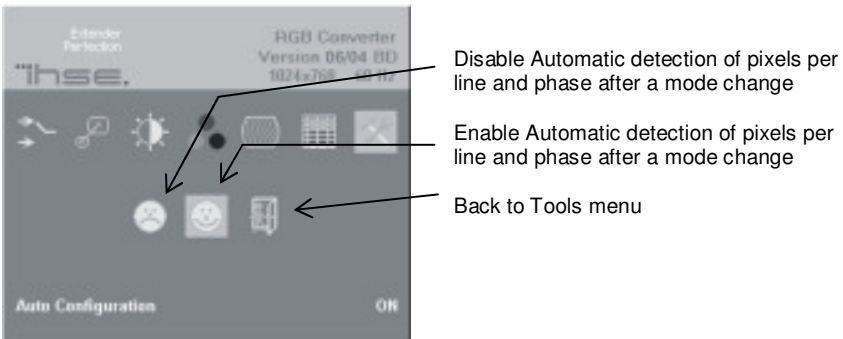 Extender
Perfection
ihse.
RGB Converter
Version 06/04 BD
1024x768 60 Hz
Disable Automatic detection of pixels per
line and phase after a mode change
Enable Automatic detection of pixels per
line and phase after a mode change
Back to Tools menu
Auto Configuration ON